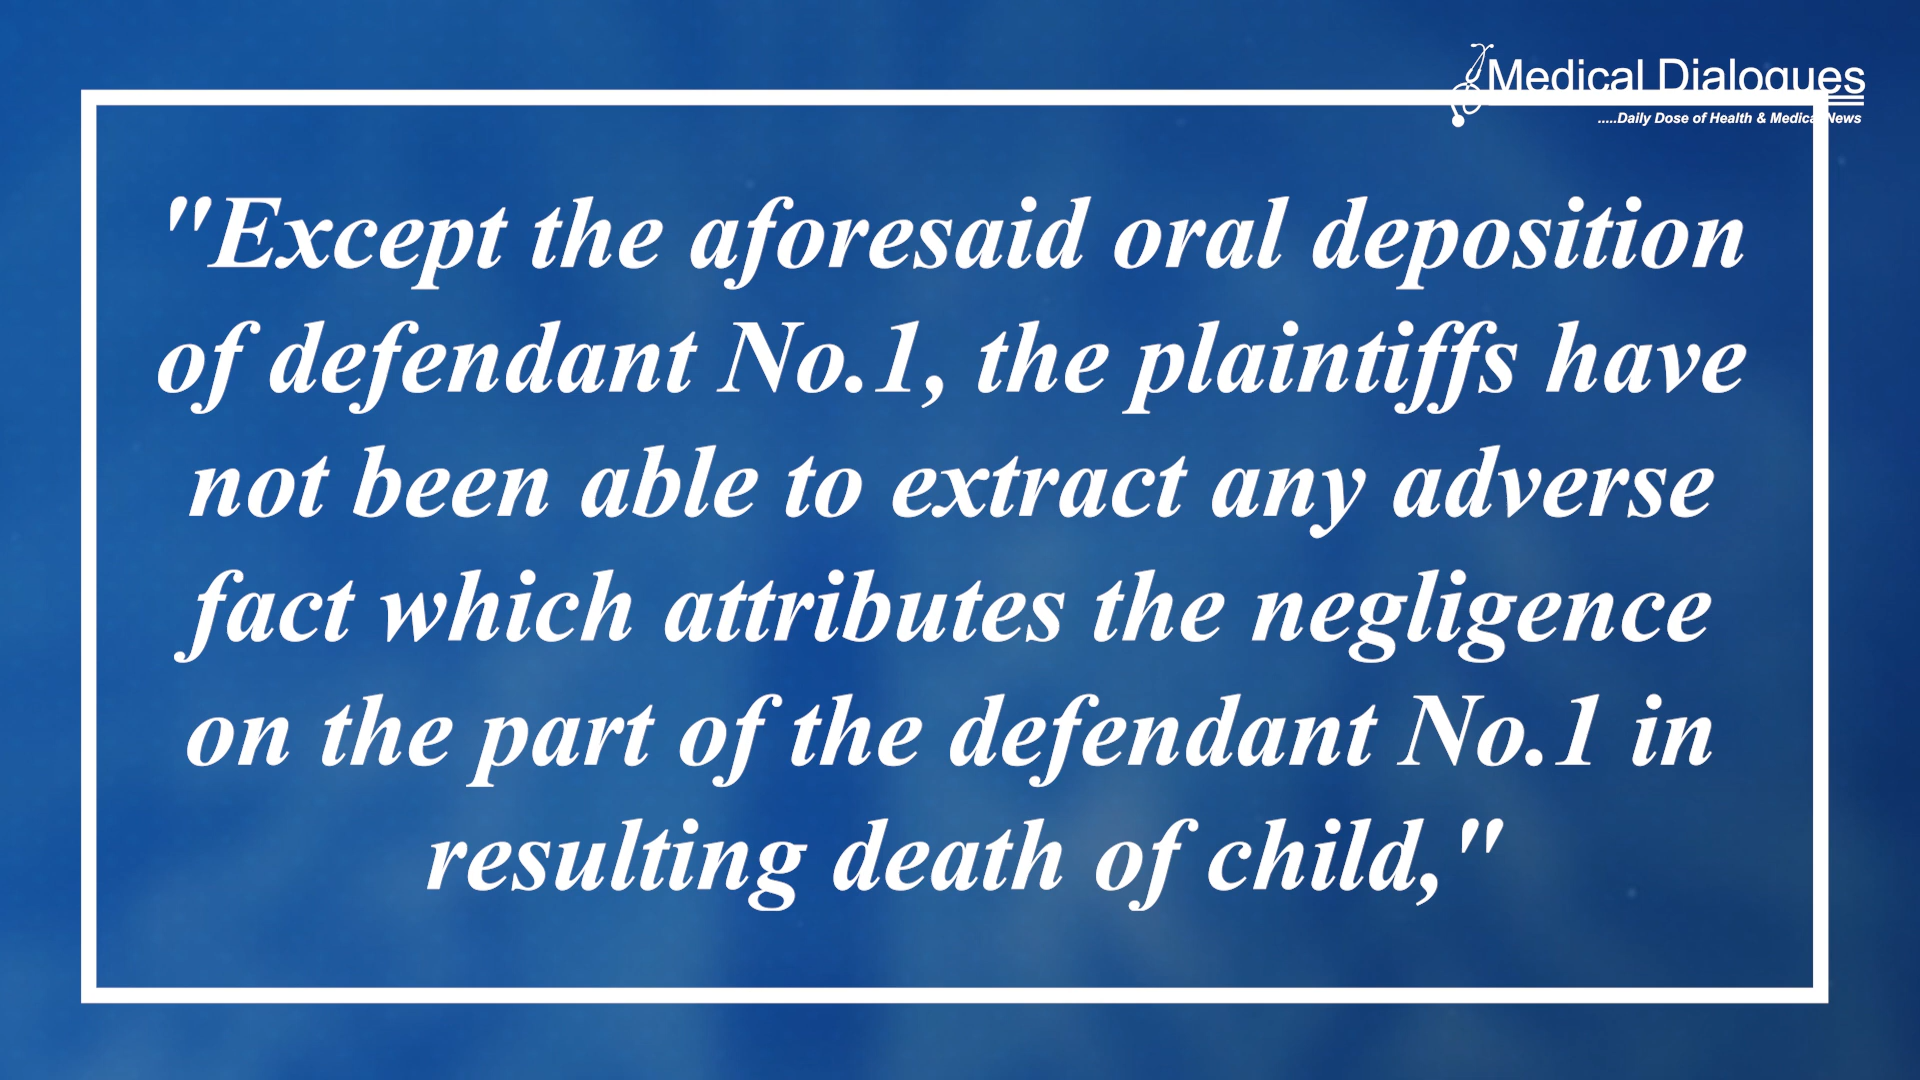 Medical Dialogues
.....Daily Dose of Health & Medical News
"Except the aforesaid oral deposition
of defendant No.1, the plaintiffs have
not been able to extract any adverse
fact which attributes the negligence
on the part of the defendant No.1 in
resulting death of child,"